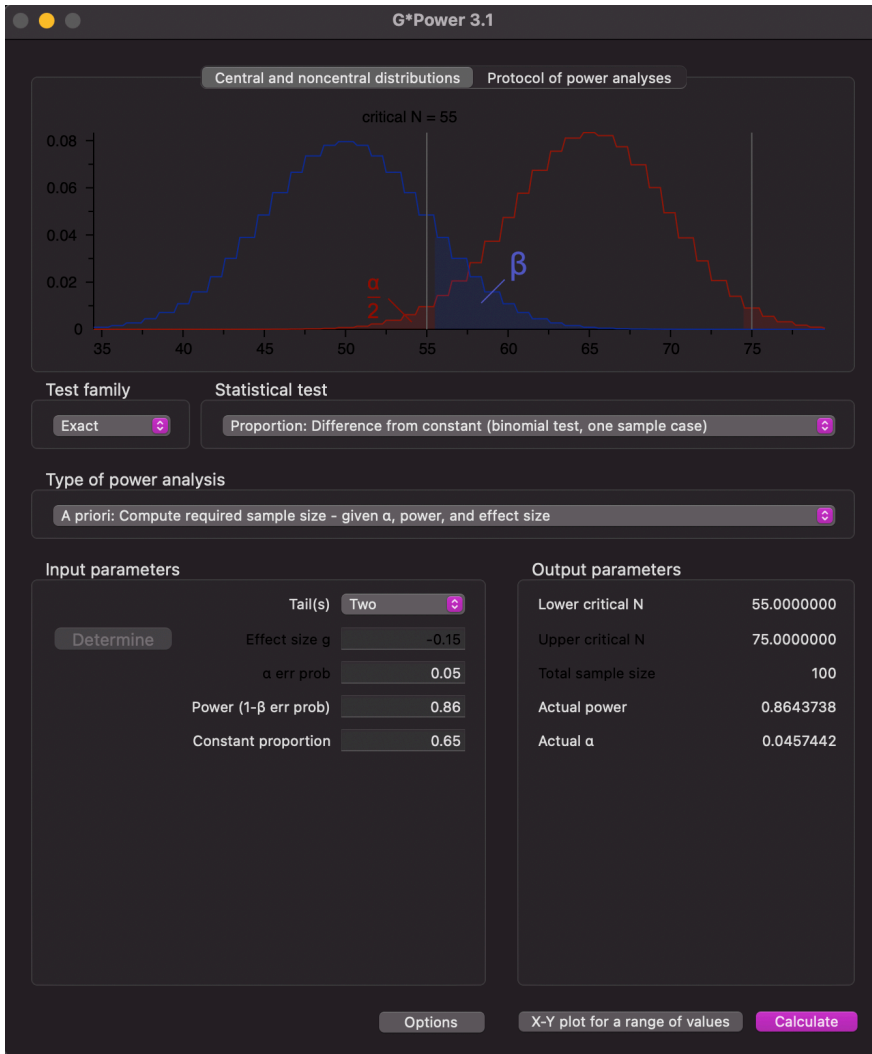 G*Power 3.1
Central and noncentral distributions Protocol of power analyses
critical N = 55
0.08
0.06
0.04
0.02
0
α
2
β
35 40 45 50 55 60 65 70 75
Test family Statistical test
Exact Proportion: Difference from constant (binomial test, one sample case)
Type of power analysis
A priori: Compute required sample size - given α, power, and effect size
Input parameters Output parameters
Tail(s) Two Lower critical N 55.0000000
Determine Effect size g -0.15 Upper critical N 75.0000000
α err prob 0.05 Total sample size 100
Power (1-β err prob) 0.86 Actual power 0.8643738
Constant proportion 0.65 Actual α 0.0457442
Options X-Y plot for a range of values Calculate